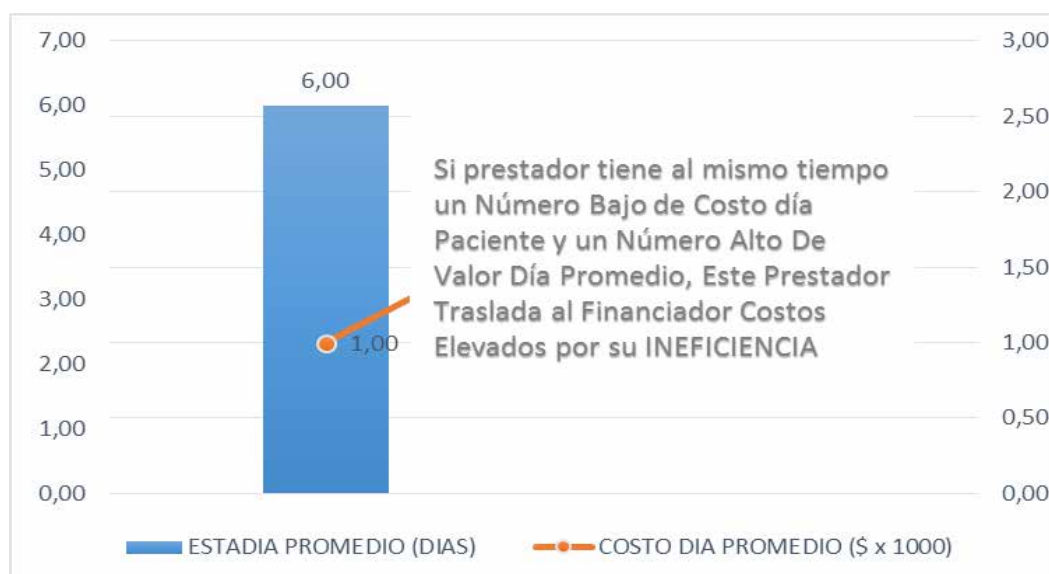 7,00
3,00
6,00
6,00
2,50
5,00
2,00
4,00
1,50
3,00
1,00
2,00
1,00
1,00
0,50
0,00
0,00
Si prestador tiene al mismo tiempo
un Número Bajo de Costo día
Paciente y un Número Alto De
Valor Día Promedio, Este Prestador
Traslada al Financiador Costos
Elevados por su INEFICIENCIA
ESTADIA PROMEDIO (DIAS)
COSTO DIA PROMEDIO ($ x 1000)